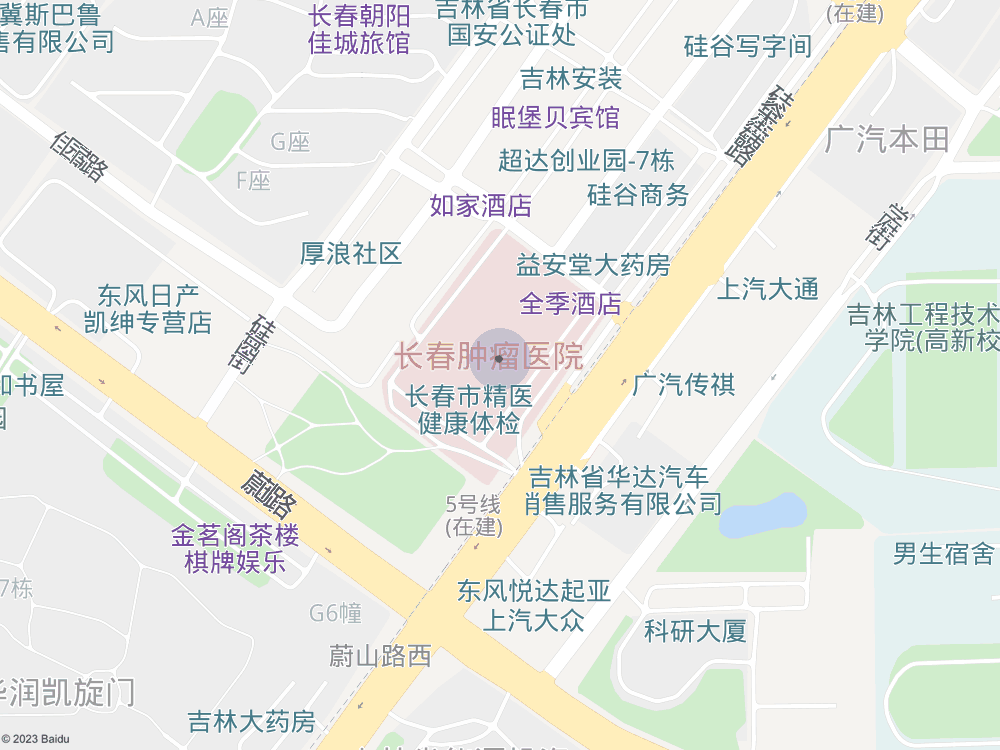 冀斯巴鲁
售有限公司
A座
长春朝阳
佳城旅馆
吉林省长春市
国安公证处
(在建)
硅谷写字间
吉林安装
眠堡贝宾馆
广汽本田
G座
F座
超达创业园-7栋
硅谷商务
如家酒店
学府街
厚浪社区
益安堂大药房
全季酒店
上汽大通
东风日产
凯绅专营店
吉林工程技术
学院(高新校
长春肿瘤医院
和书屋
园
广汽传祺
长春市精医
健康体检
吉林省华达汽车
肖售服务有限公司
5号线
(在建)
金茗阁茶楼
棋牌娱乐
男生宿舍
7栋
东风悦达起亚
上汽大众
G6幢
科研大厦
蔚山路西
华润凯旋门
吉林大药房
© 2023 Baidu